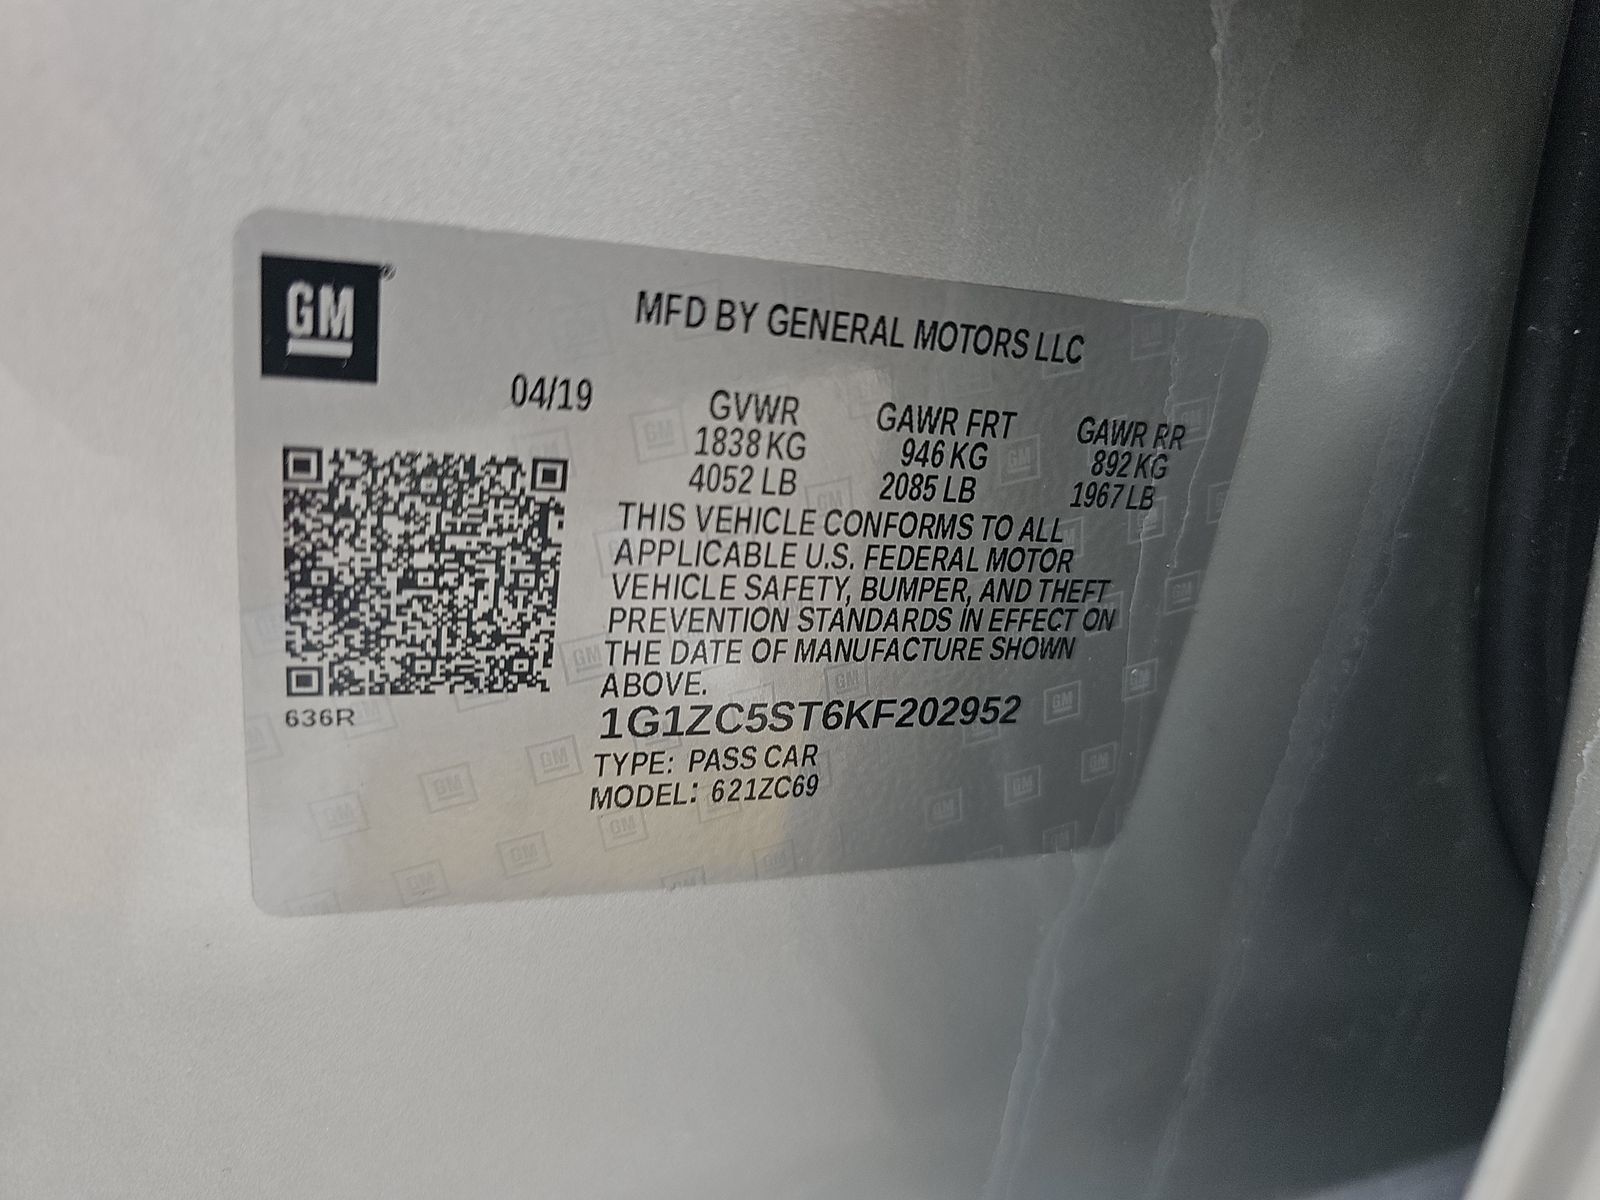 GM
MFD BY GENERAL MOTORS LLC
04/19
GVWR GAWR FRT GAWR RR
1838 KG 946 KG 892 KG
4052 LB 2085 LB 1967 LB
THIS VEHICLE CONFORMS TO ALL
APPLICABLE U.S. FEDERAL MOTOR
VEHICLE SAFETY, BUMPER, AND THEFT
PREVENTION STANDARDS IN EFFECT ON
THE DATE OF MANUFACTURE SHOWN
ABOVE.
636R
1G1ZC5ST6KF202952
TYPE: PASS CAR
MODEL: 621ZC69